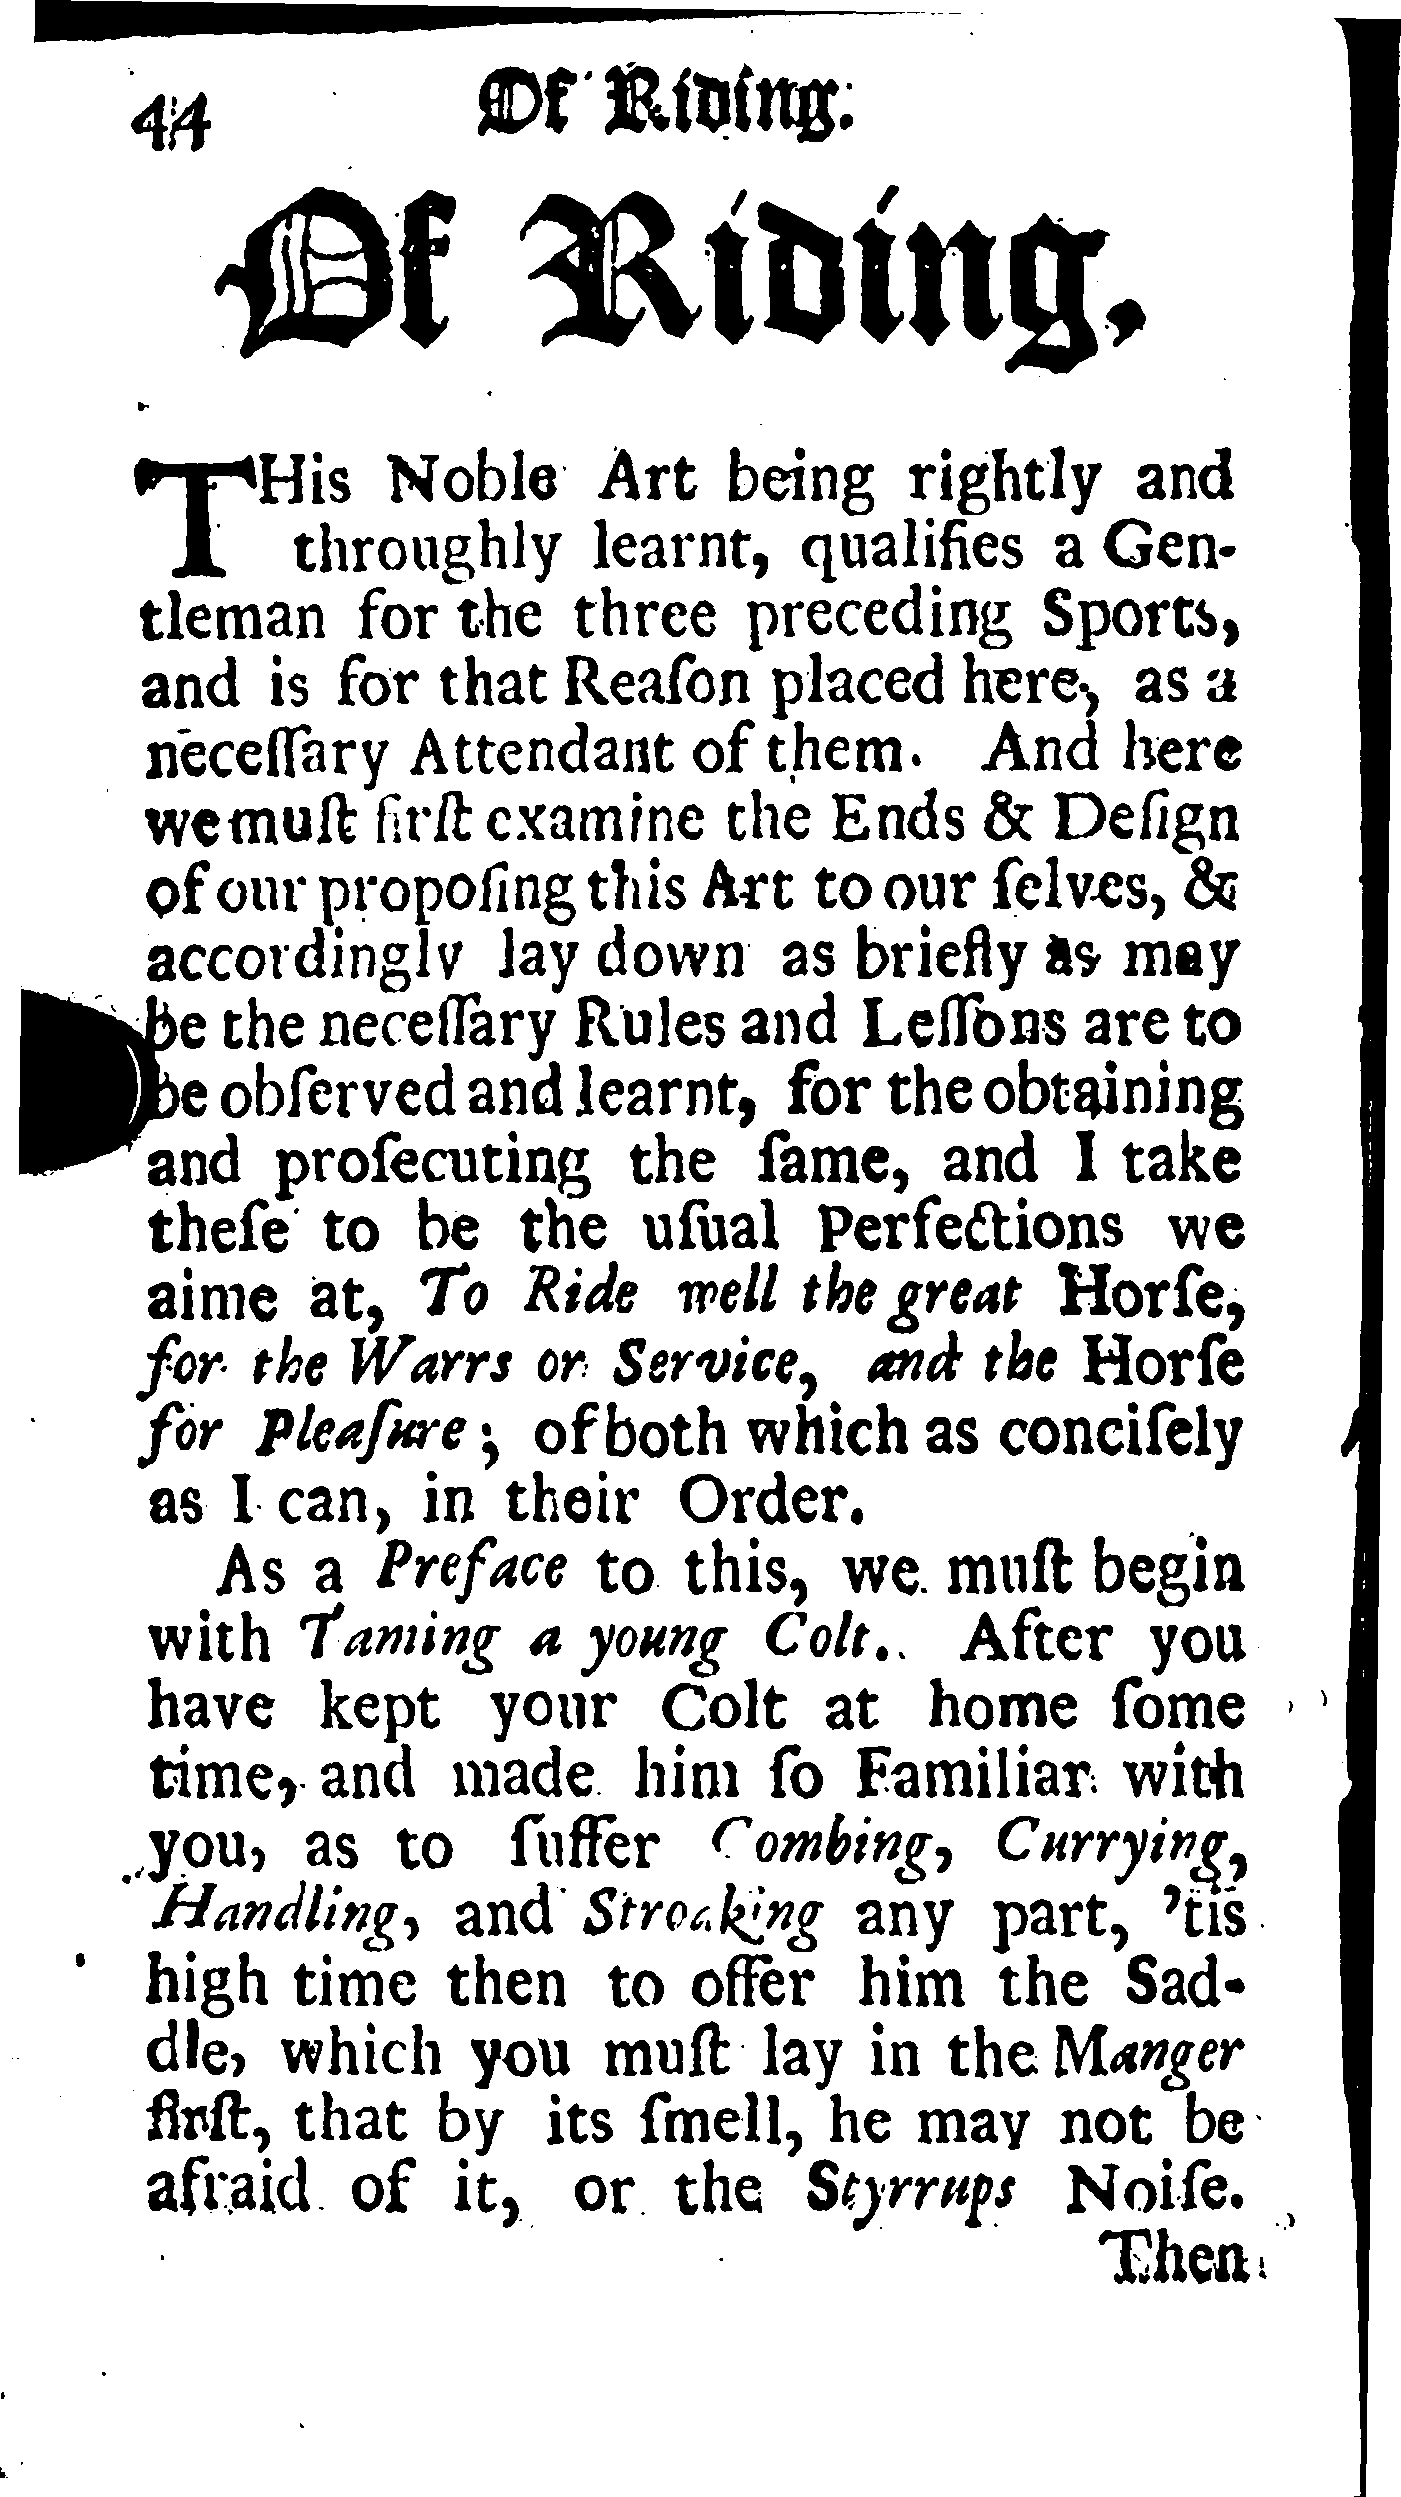 44 Of Riding.
Of Riding,
THis Noble Art being rightly and
throughly learnt, qualifies a Gen-
tleman for the three preceding Sports,
and is for that Reaſon placed here, as a
neceſſary Attendant of them. And here
we muſt firſt examine the Ends & Deſign
of our propoſing this Art to our ſelves, &
accordingly lay down as briefly as may
be the neceſſary Rules and Leſſons are to
be obſerved and learnt, for the obtaining
and proſecuting the ſame, and I take
theſe to be the uſual Perfections we
aime at, To Ride well the great Horſe,
for the Warrs or Service, and the Horſe
for Pleaſure; of both which as conciſely
as I can, in their Order.
As a Preface to this, we muſt begin
with Taming a young Colt. After you
have kept your Colt at home ſome
time, and made him ſo Familiar with
you, as to ſuffer Combing, Currying,
Handling, and Stroaking any part, 'tis
high time then to offer him the Sad-
dle, which you muſt lay in the Manger
firſt, that by its ſmell, he may not be
afraid of it, or the Styrrups Noiſe.
Then